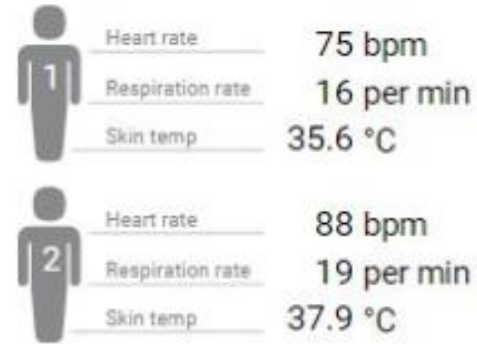 1
Heart rate 75 bpm
Respiration rate 16 per min
Skin temp 35.6 °C
2
Heart rate 88 bpm
Respiration rate 19 per min
Skin temp 37.9 °C